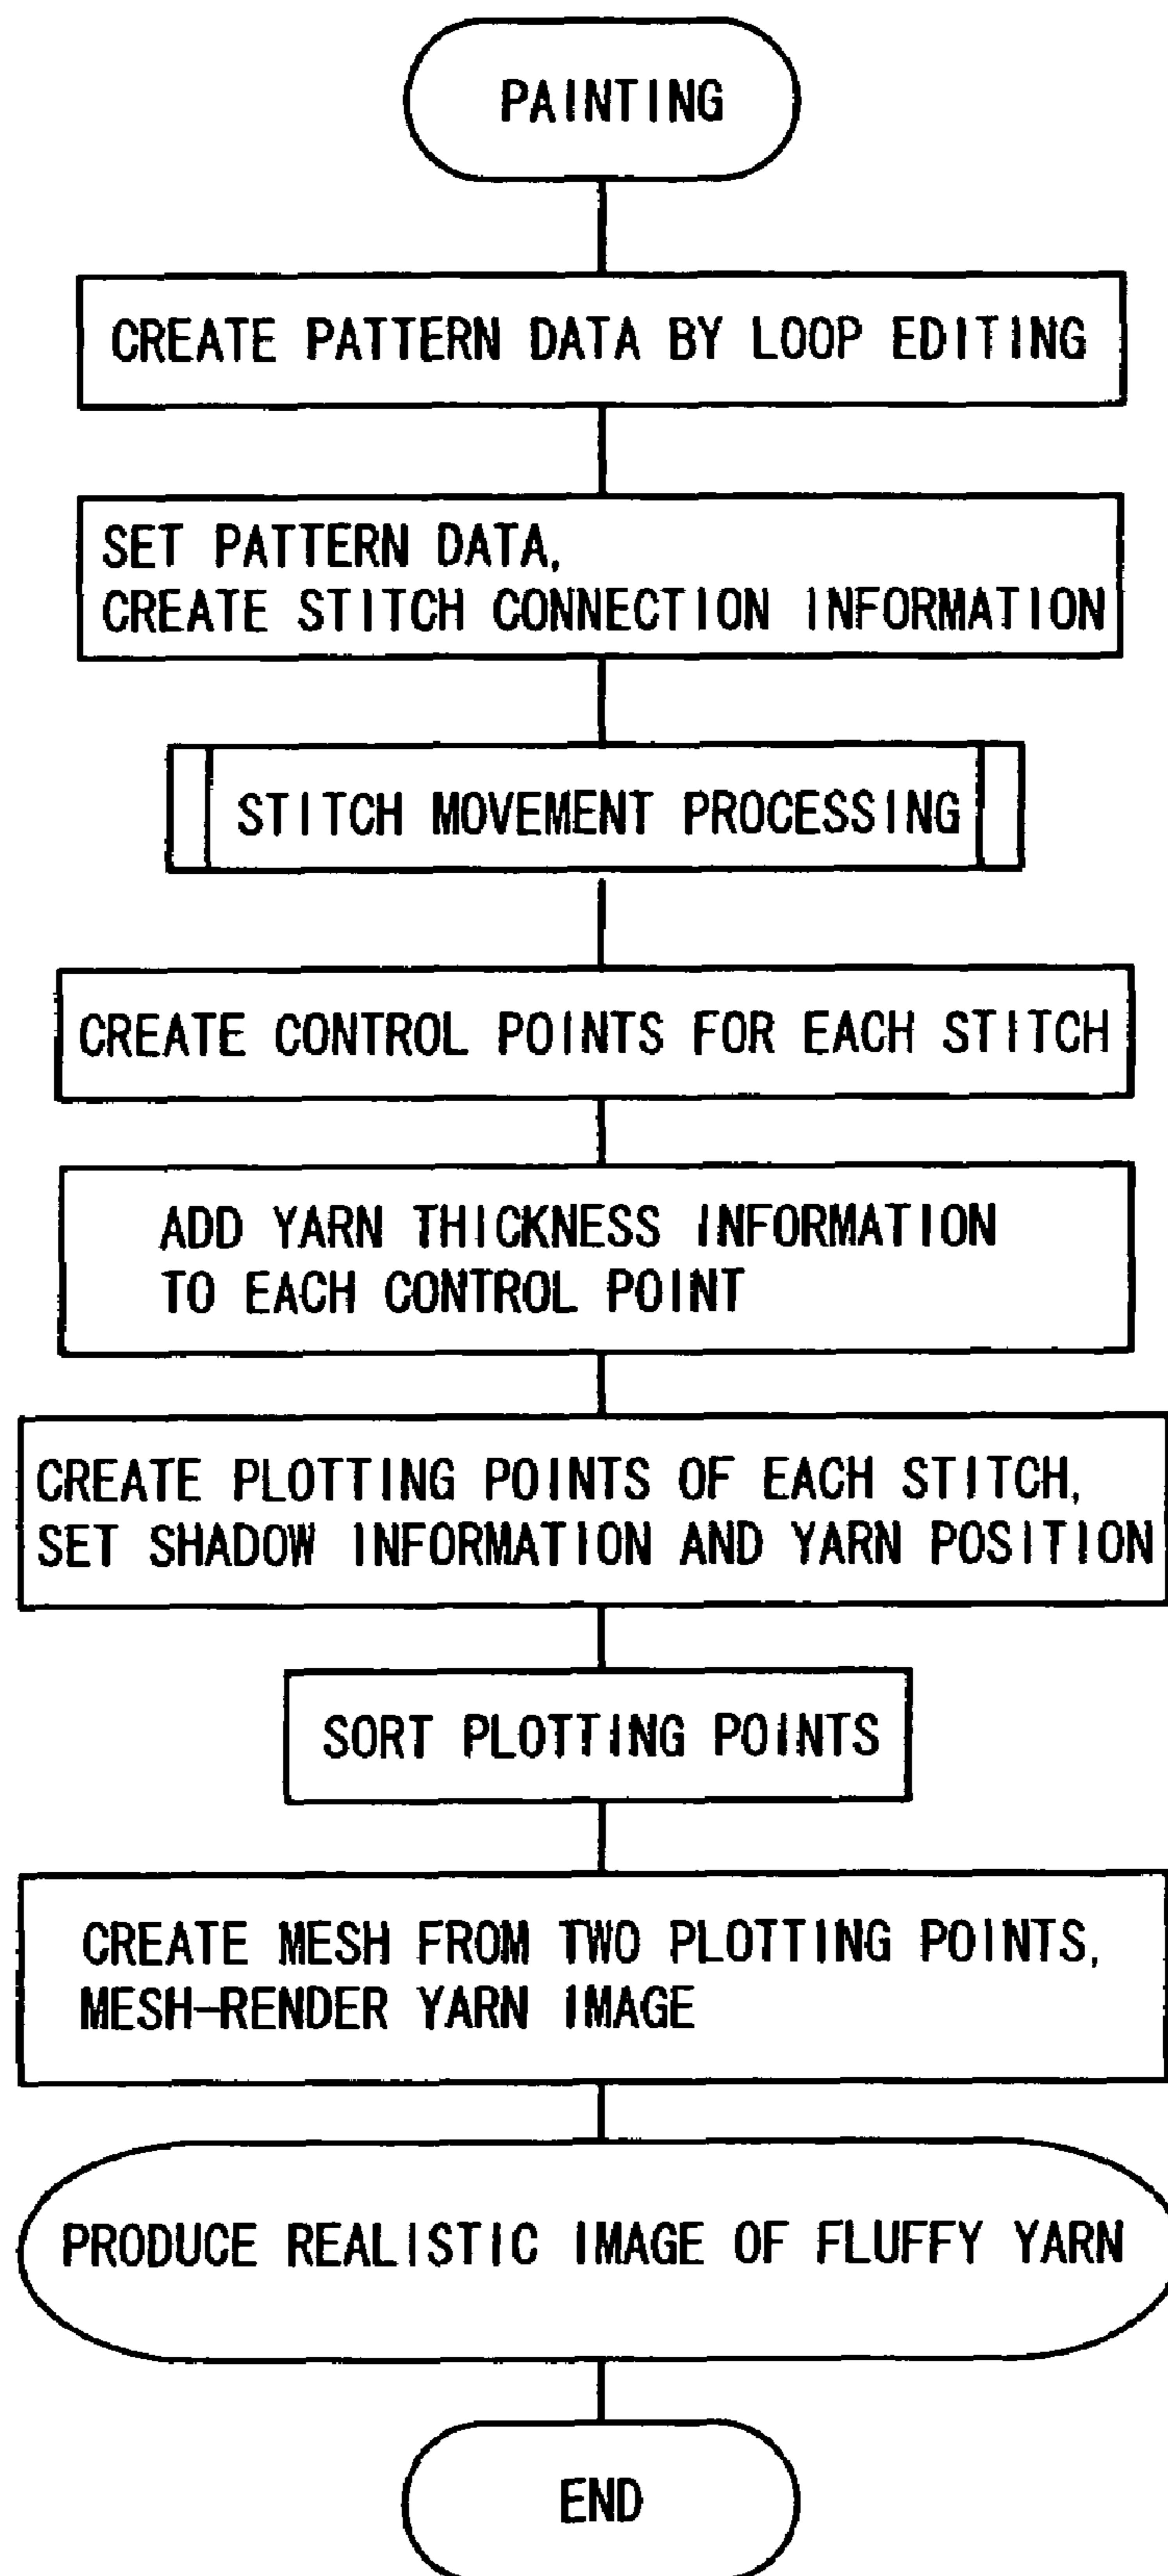 PAINTING
CREATE PATTERN DATA BY LOOP EDITING
SET PATTERN DATA,
CREATE STITCH CONNECTION INFORMATION
STITCH MOVEMENT PROCESSING
CREATE CONTROL POINTS FOR EACH STITCH
ADD YARN THICKNESS INFORMATION
TO EACH CONTROL POINT
CREATE PLOTTING POINTS OF EACH STITCH,
SET SHADOW INFORMATION AND YARN POSITION
SORT PLOTTING POINTS
CREATE MESH FROM TWO PLOTTING POINTS,
MESH-RENDER YARN IMAGE
PRODUCE REALISTIC IMAGE OF FLUFFY YARN
END